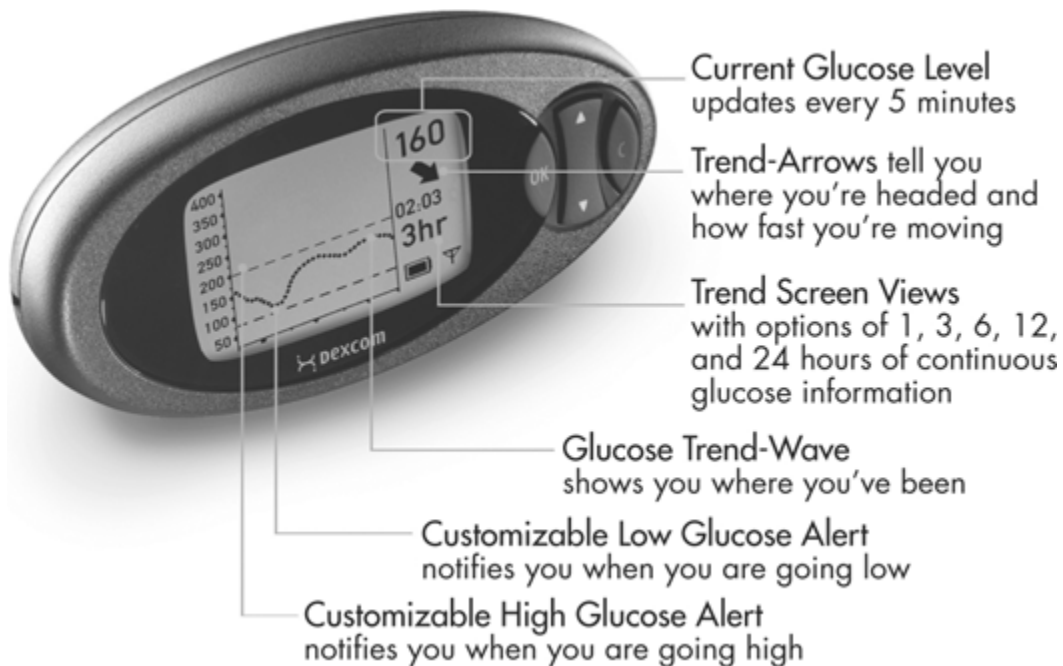 Current Glucose Level
updates every 5 minutes
Trend-Arrows tell you
where you're headed and
how fast you're moving
Trend Screen Views
with options of 1, 3, 6, 12,
and 24 hours of continuous
glucose information
Glucose Trend-Wave
shows you where you've been
Customizable Low Glucose Alert
notifies you when you are going low
Customizable High Glucose Alert
notifies you when you are going high
160
02:03
3hr
400
350
300
250
200
150
100
50
DEXCOM
OK
C